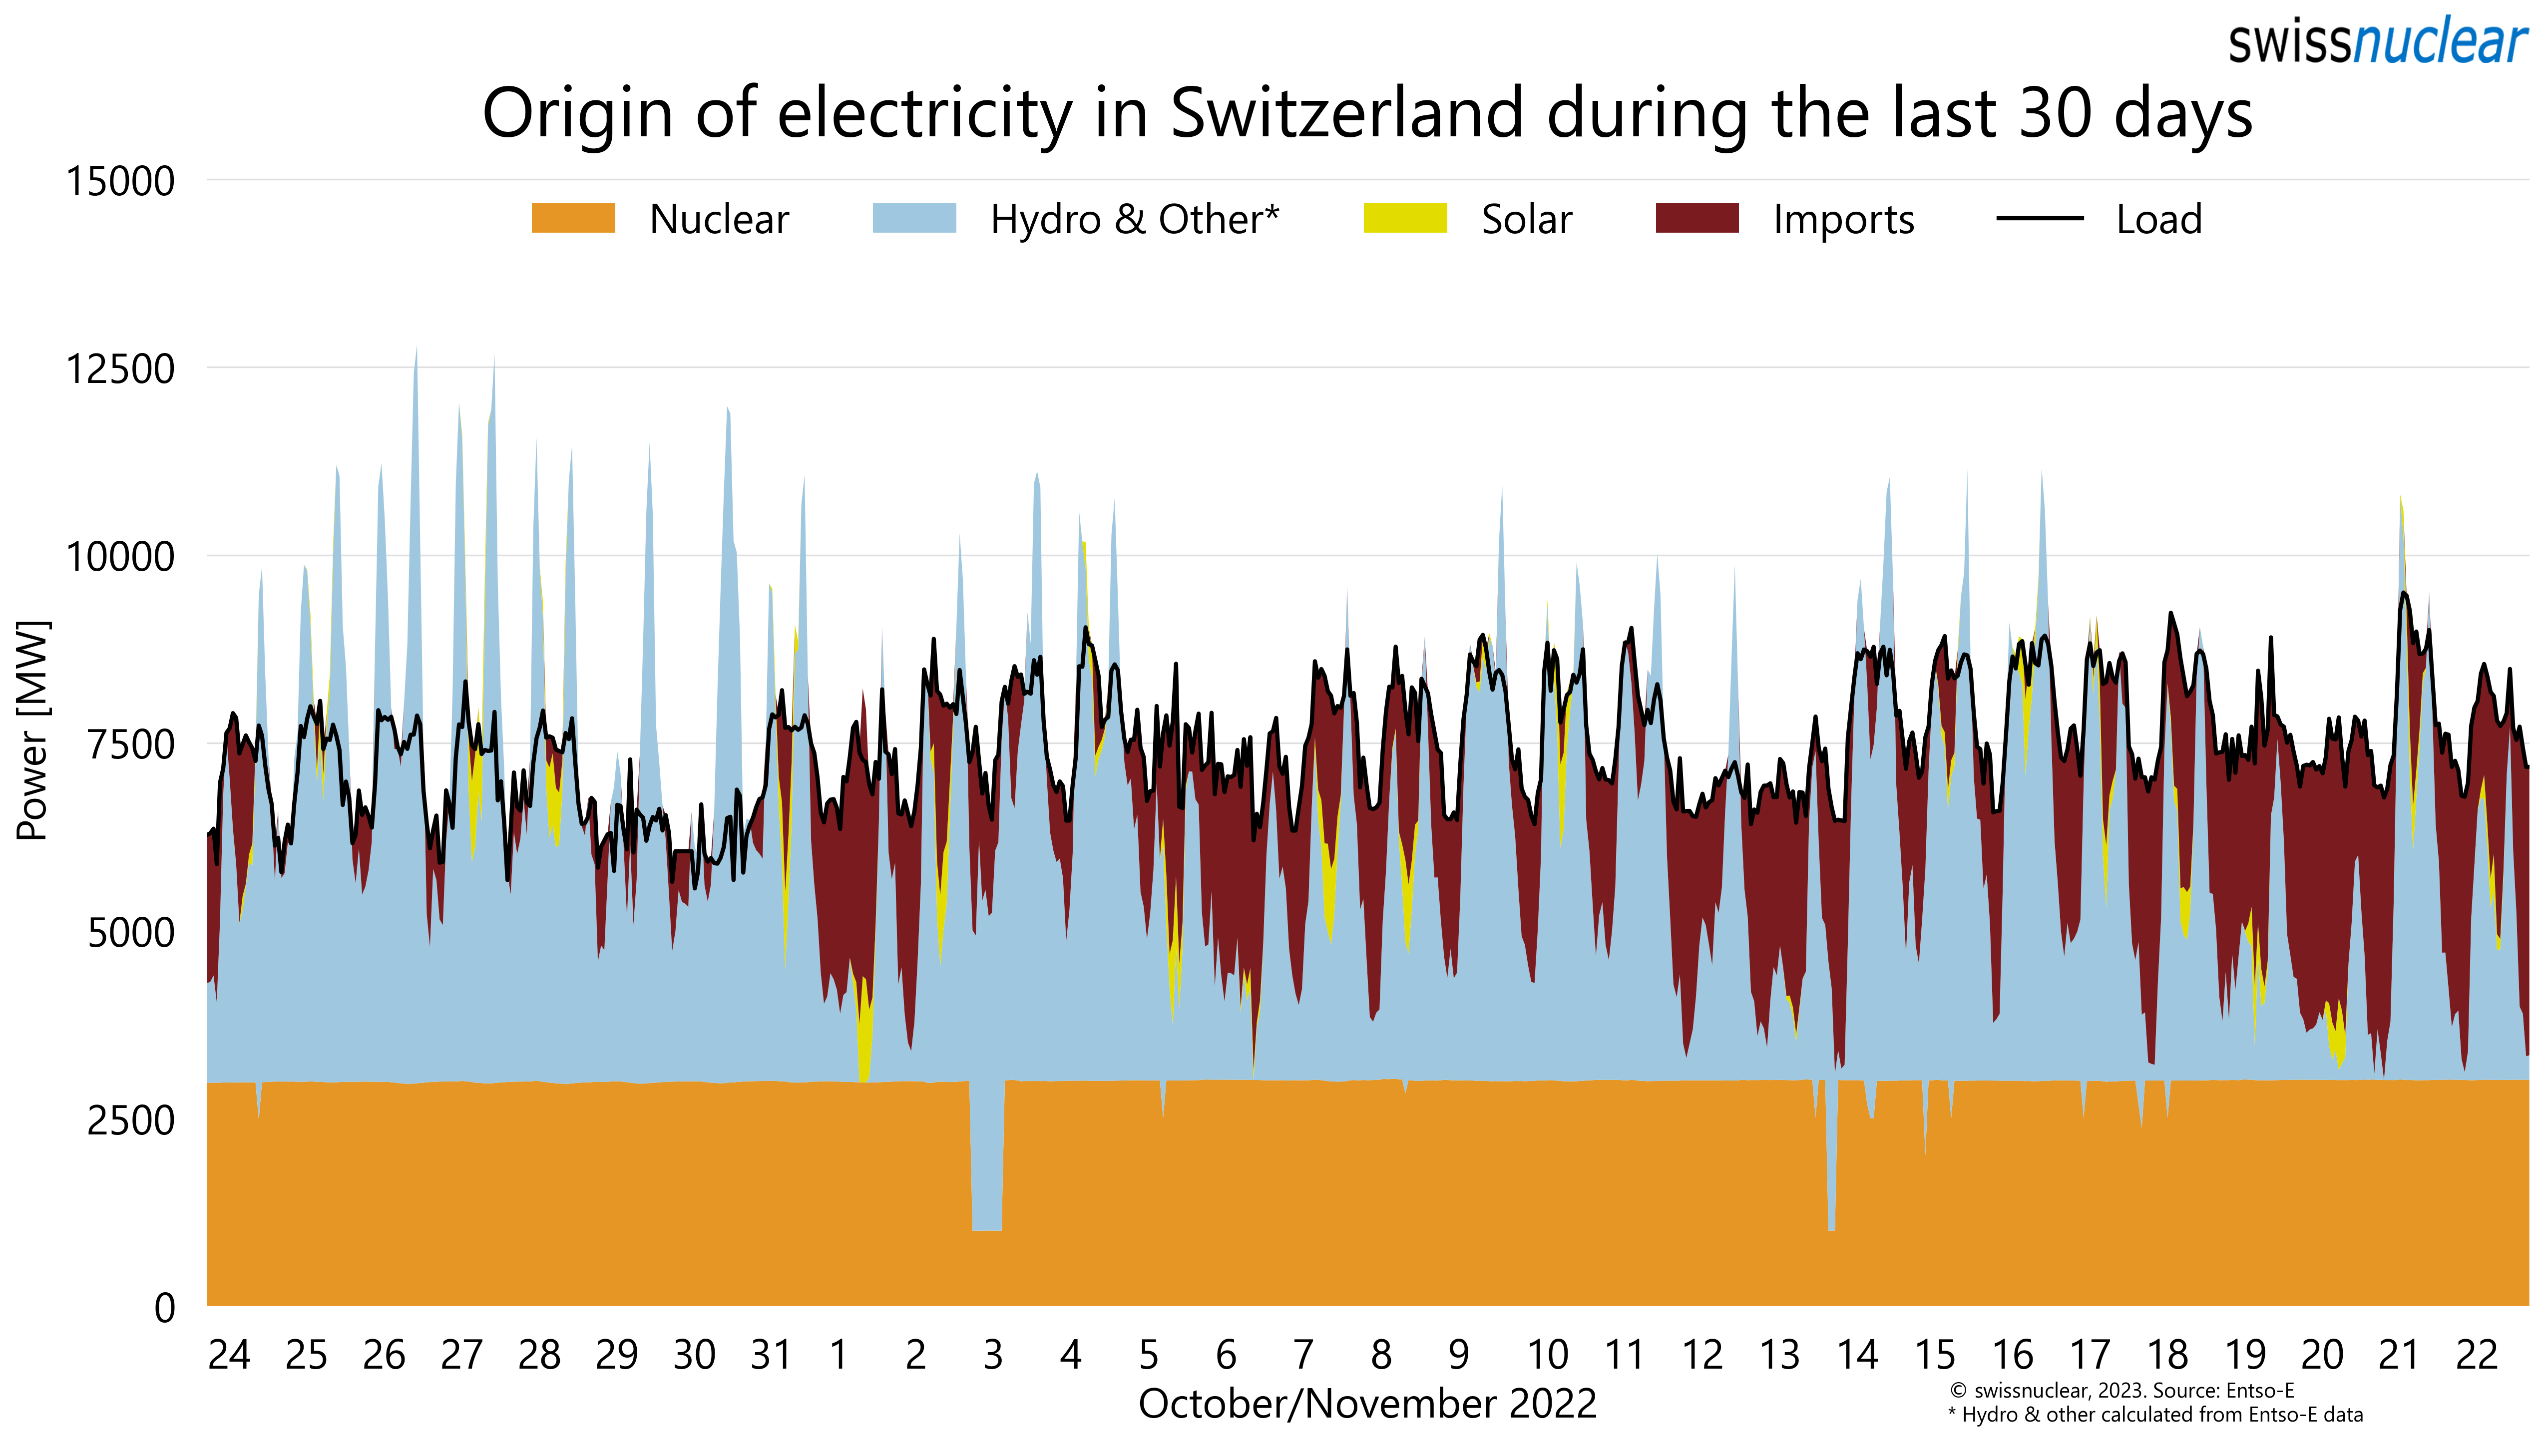 swissnuclear
Origin of electricity in Switzerland during the last 30 days
15000
Nuclear Hydro & Other* Solar Imports Load
12500
10000
7500
5000
2500
0
Power [MW]
24 25 26 27 28 29 30 31 1 2 3 4 5 6 7 8 9 10 11 12 13 14 15 16 17 18 19 20 21 22
October/November 2022
© swissnuclear, 2023. Source: Entso-E
* Hydro & other calculated from Entso-E data